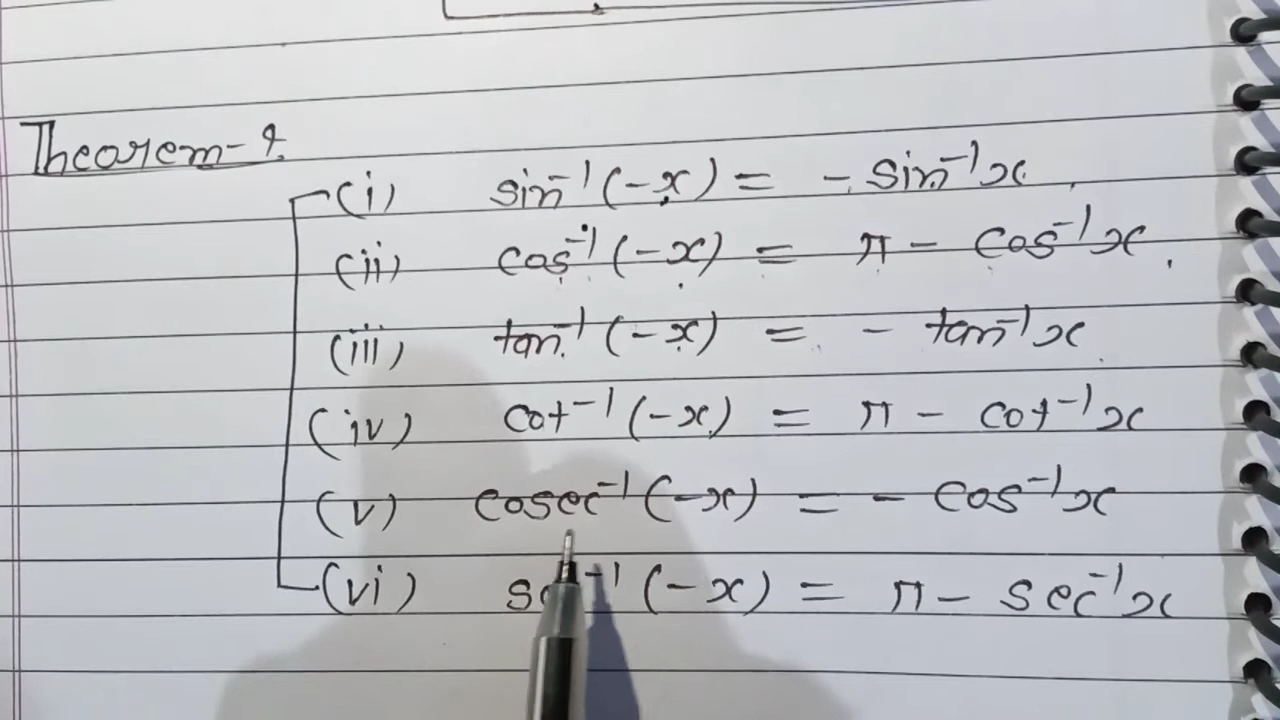 Theorem-9.
(i) sin⁻¹(-x) = - sin⁻¹x
(ii) cos⁻¹(-x) = π - cos⁻¹x
(iii) tan⁻¹(-x) = - tan⁻¹x
(iv) cot⁻¹(-x) = π - cot⁻¹x
(v) cosec⁻¹(-x) = - cos⁻¹x
(vi) sec⁻¹(-x) = π - sec⁻¹x